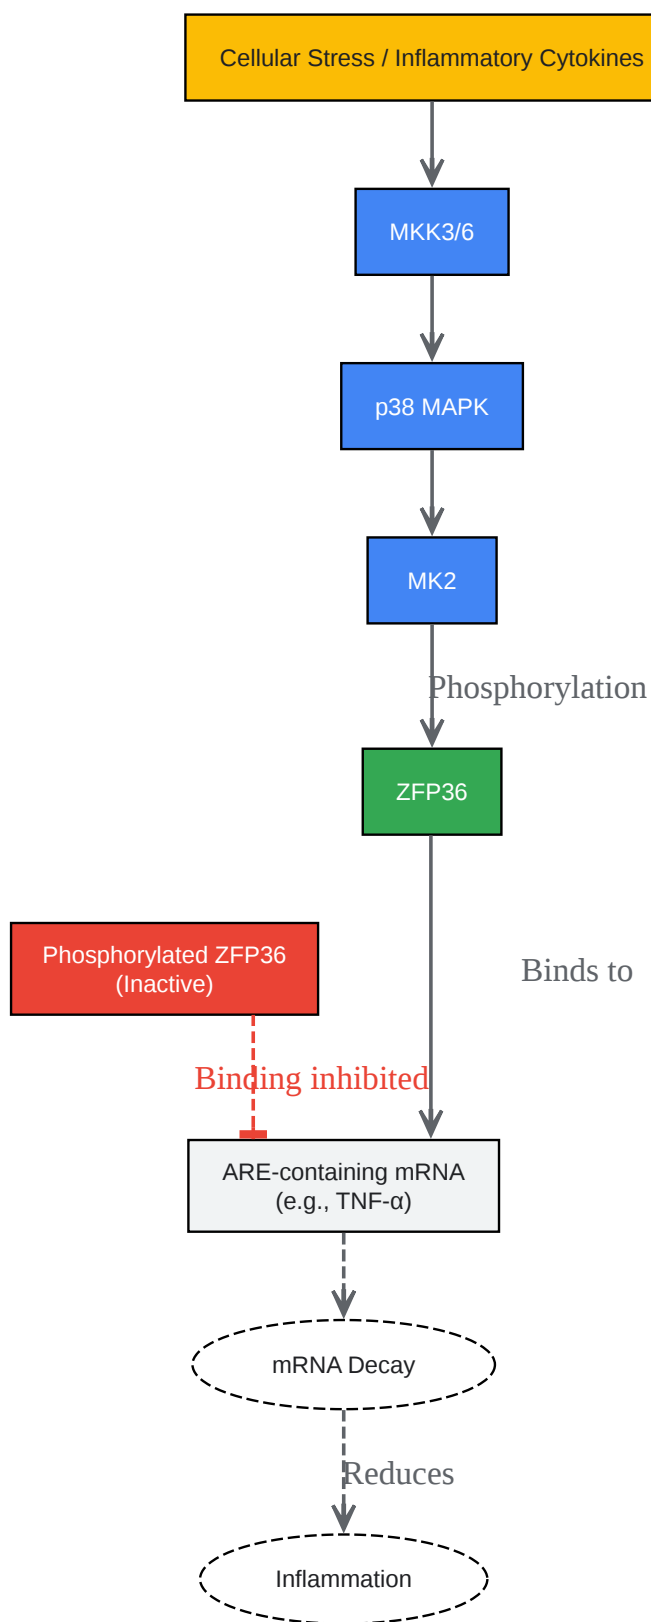 Cellular Stress / Inflammatory Cytokines
MKK3/6
p38 MAPK
MK2
Phosphorylation
ZFP36
Phosphorylated ZFP36
(Inactive)
Binds to
Binding inhibited
ARE-containing mRNA
(e.g., TNF-α)
mRNA Decay
Reduces
Inflammation